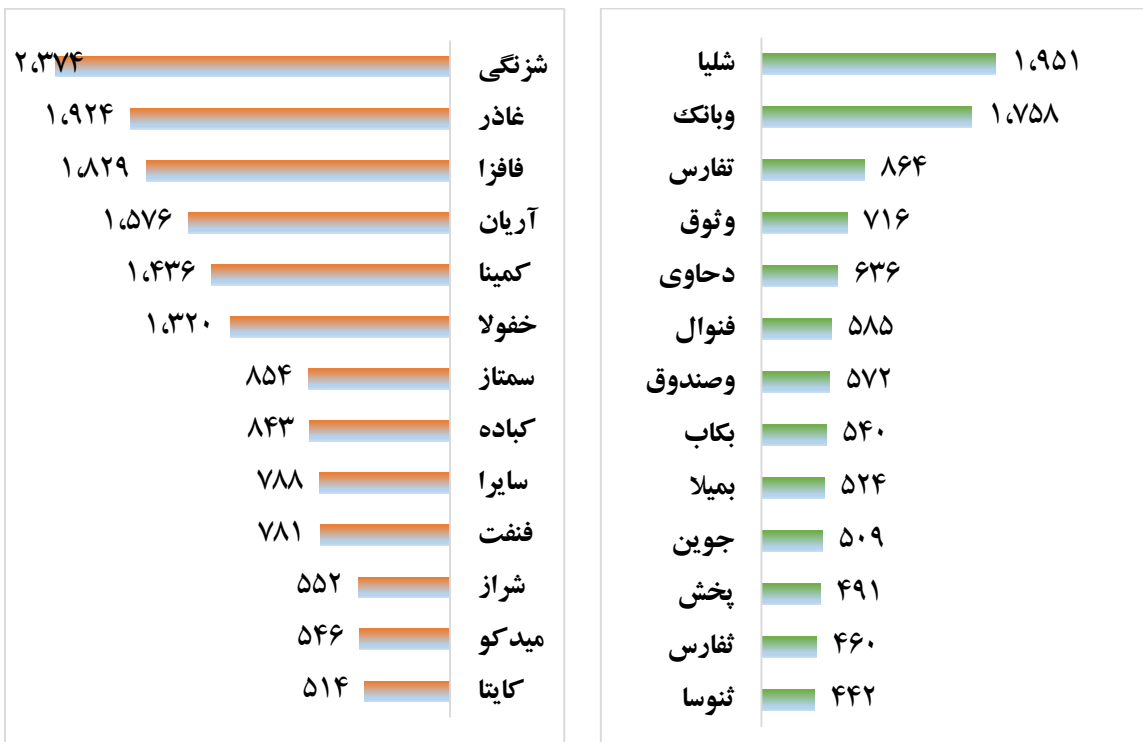 شلیا ۱،۹۵۱
وبانک ۱،۷۵۸
تفارس ۸۶۴
وثوق ۷۱۶
دحاوی ۶۳۶
فنوال ۵۸۵
وصندوق ۵۷۲
بکاب ۵۴۰
بمیلا ۵۲۴
جوین ۵۰۹
پخش ۴۹۱
ثفارس ۴۶۰
ثنوسا ۴۴۲
شزنگی ۲،۳۷۴
غاذر ۱،۹۲۴
فافزا ۱،۸۲۹
آریان ۱،۵۷۶
کمینا ۱،۴۳۶
خفولا ۱،۳۲۰
سمتاز ۸۵۴
کباده ۸۴۳
سایرا ۷۸۸
فنفت ۷۸۱
شراز ۵۵۲
میدکو ۵۴۶
کایتا ۵۱۴